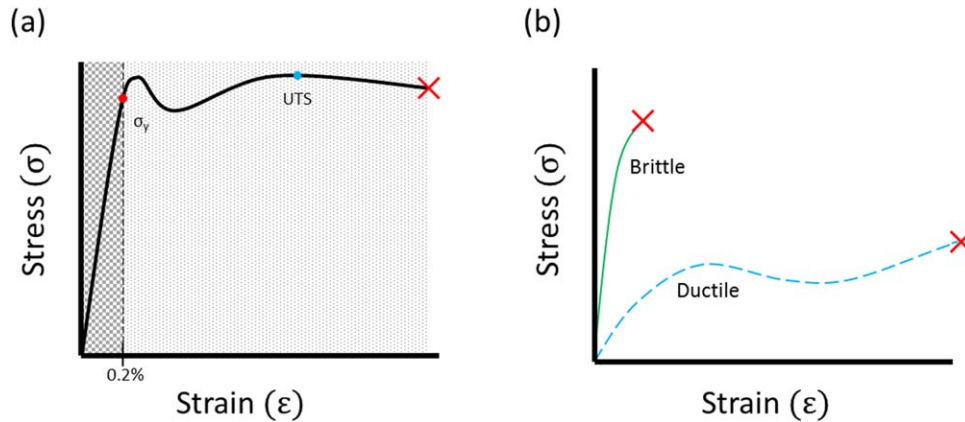 (a)
Stress (σ)
σy
UTS
0.2%
Strain (ε)
(b)
Stress (σ)
Brittle
Ductile
Strain (ε)